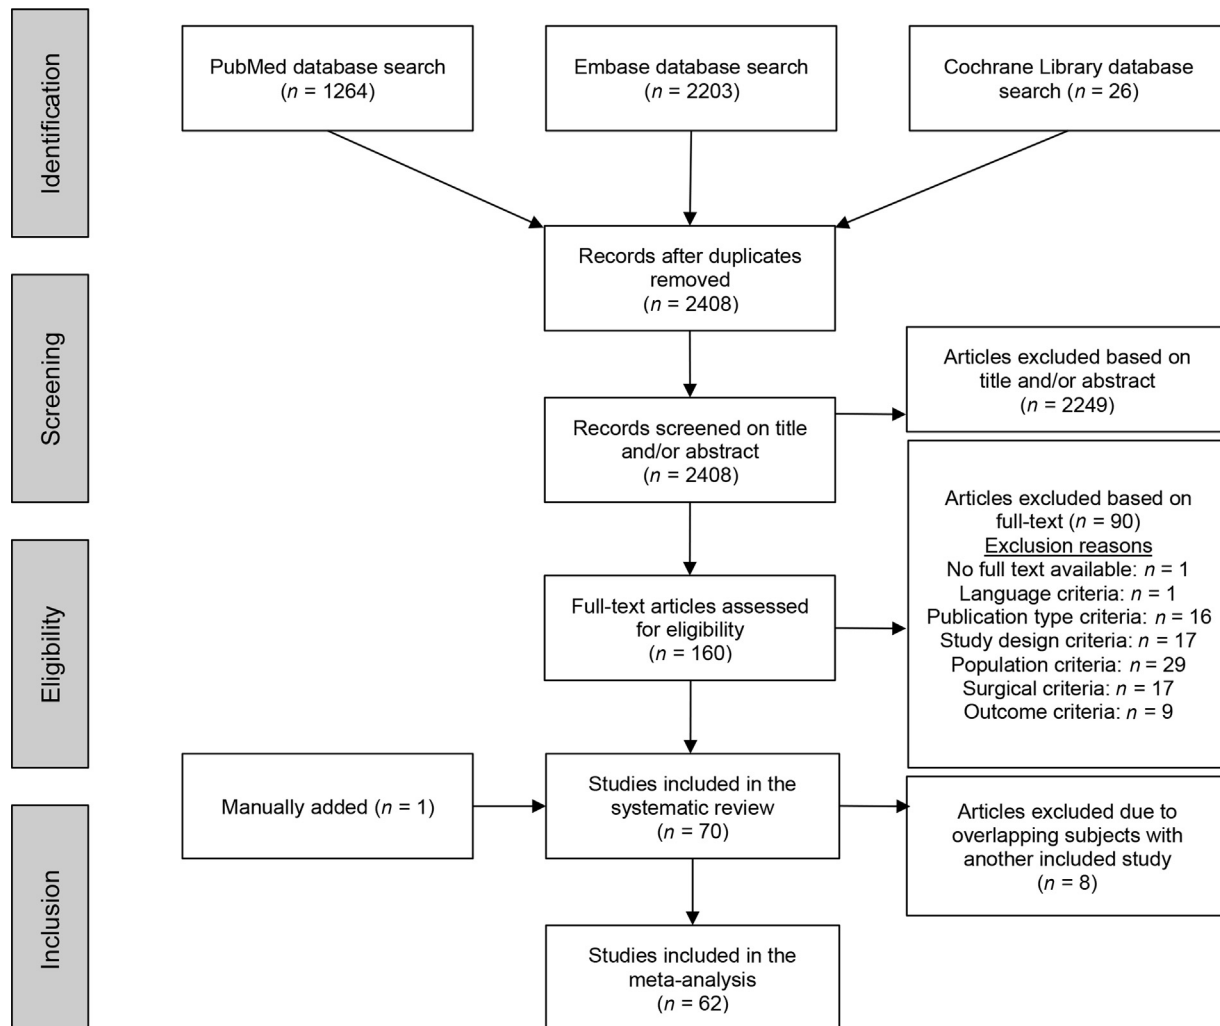 Identification
PubMed database search
(n = 1264)
Embase database search
(n = 2203)
Cochrane Library database
search (n = 26)
Records after duplicates
removed
(n = 2408)
Screening
Articles excluded based on
title and/or abstract
(n = 2249)
Records screened on title
and/or abstract
(n = 2408)
Articles excluded based on
full-text (n = 90)
Exclusion reasons
No full text available: n = 1
Language criteria: n = 1
Publication type criteria: n = 16
Study design criteria: n = 17
Population criteria: n = 29
Surgical criteria: n = 17
Outcome criteria: n = 9
Eligibility
Full-text articles assessed
for eligibility
(n = 160)
Manually added (n = 1)
Studies included in the
systematic review
(n = 70)
Articles excluded due to
overlapping subjects with
another included study
(n = 8)
Inclusion
Studies included in the
meta-analysis
(n = 62)